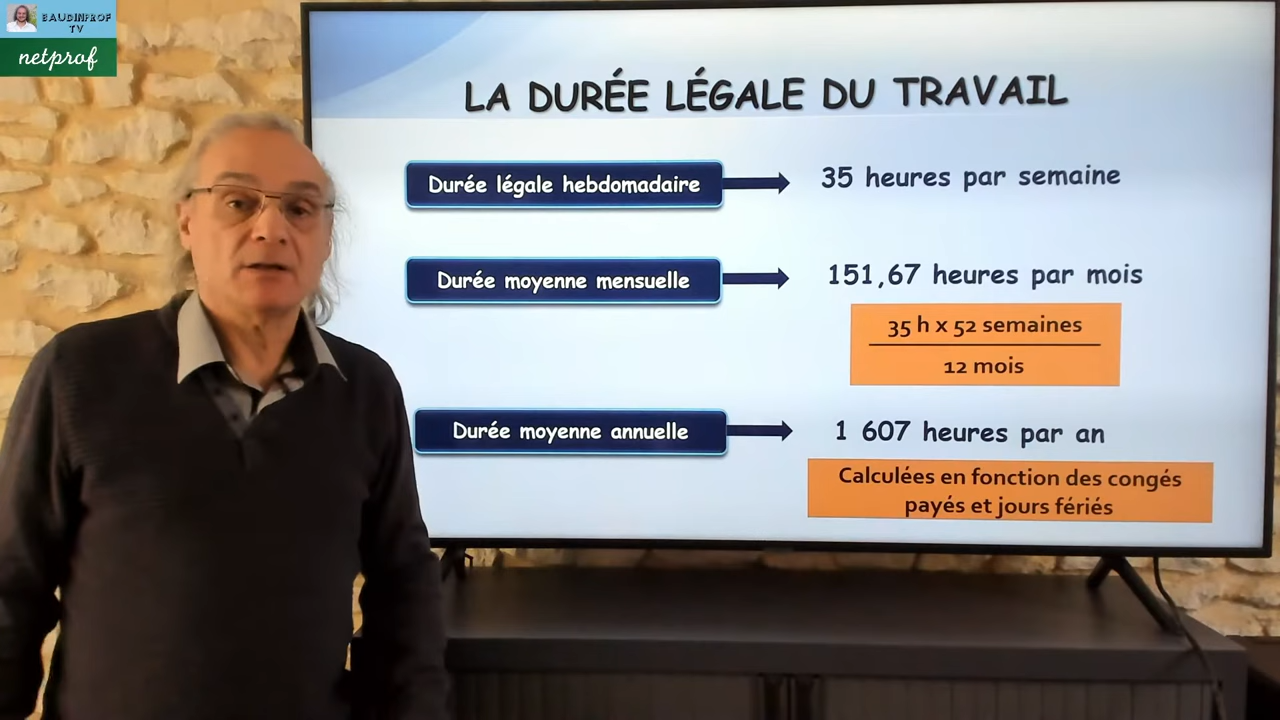 BAUDINPROF
TV
netprof
LA DURÉE LÉGALE DU TRAVAIL
Durée légale hebdomadaire
35 heures par semaine
Durée moyenne mensuelle
151,67 heures par mois
35 h x 52 semaines
12 mois
Durée moyenne annuelle
1 607 heures par an
Calculées en fonction des congés
payés et jours fériés